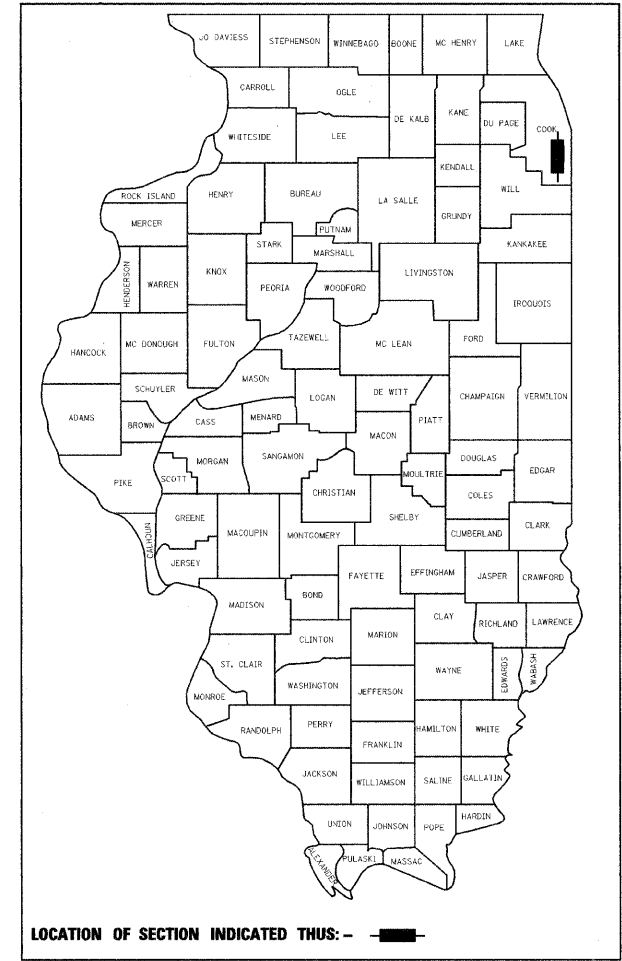 JO DAVIESS
STEPHENSON
WINNEBAGO
BOONE
MC HENRY
LAKE
CARROLL
OGLE
DE KALB
KANE
DU PAGE
COOK
WHITESIDE
LEE
KENDALL
WILL
ROCK ISLAND
HENRY
BUREAU
LA SALLE
GRUNDY
MERCER
PUTNAM
STARK
MARSHALL
KANKAKEE
HENDERSON
WARREN
KNOX
PEORIA
WOODFORD
LIVINGSTON
IROQUOIS
HANCOCK
MC DONOUGH
FULTON
TAZEWELL
MC LEAN
FORD
SCHUYLER
MASON
LOGAN
DE WITT
CHAMPAIGN
VERMILION
ADAMS
BROWN
CASS
MENARD
PIATT
MACON
MORGAN
SANGAMON
DOUGLAS
EDGAR
PIKE
SCOTT
CHRISTIAN
MOULTRIE
COLES
GREENE
MACOUPIN
MONTGOMERY
SHELBY
CUMBERLAND
CLARK
CALHOUN
JERSEY
FAYETTE
EFFINGHAM
JASPER
CRAWFORD
MADISON
BOND
CLAY
RICHLAND
LAWRENCE
CLINTON
MARION
ST. CLAIR
WAYNE
EDWARDS
WABASH
MONROE
WASHINGTON
JEFFERSON
RANDOLPH
PERRY
HAMILTON
WHITE
FRANKLIN
JACKSON
WILLIAMSON
SALINE
GALLATIN
UNION
JOHNSON
POPE
HARDIN
ALEXANDER
PULASKI
MASSAC
LOCATION OF SECTION INDICATED THUS: –